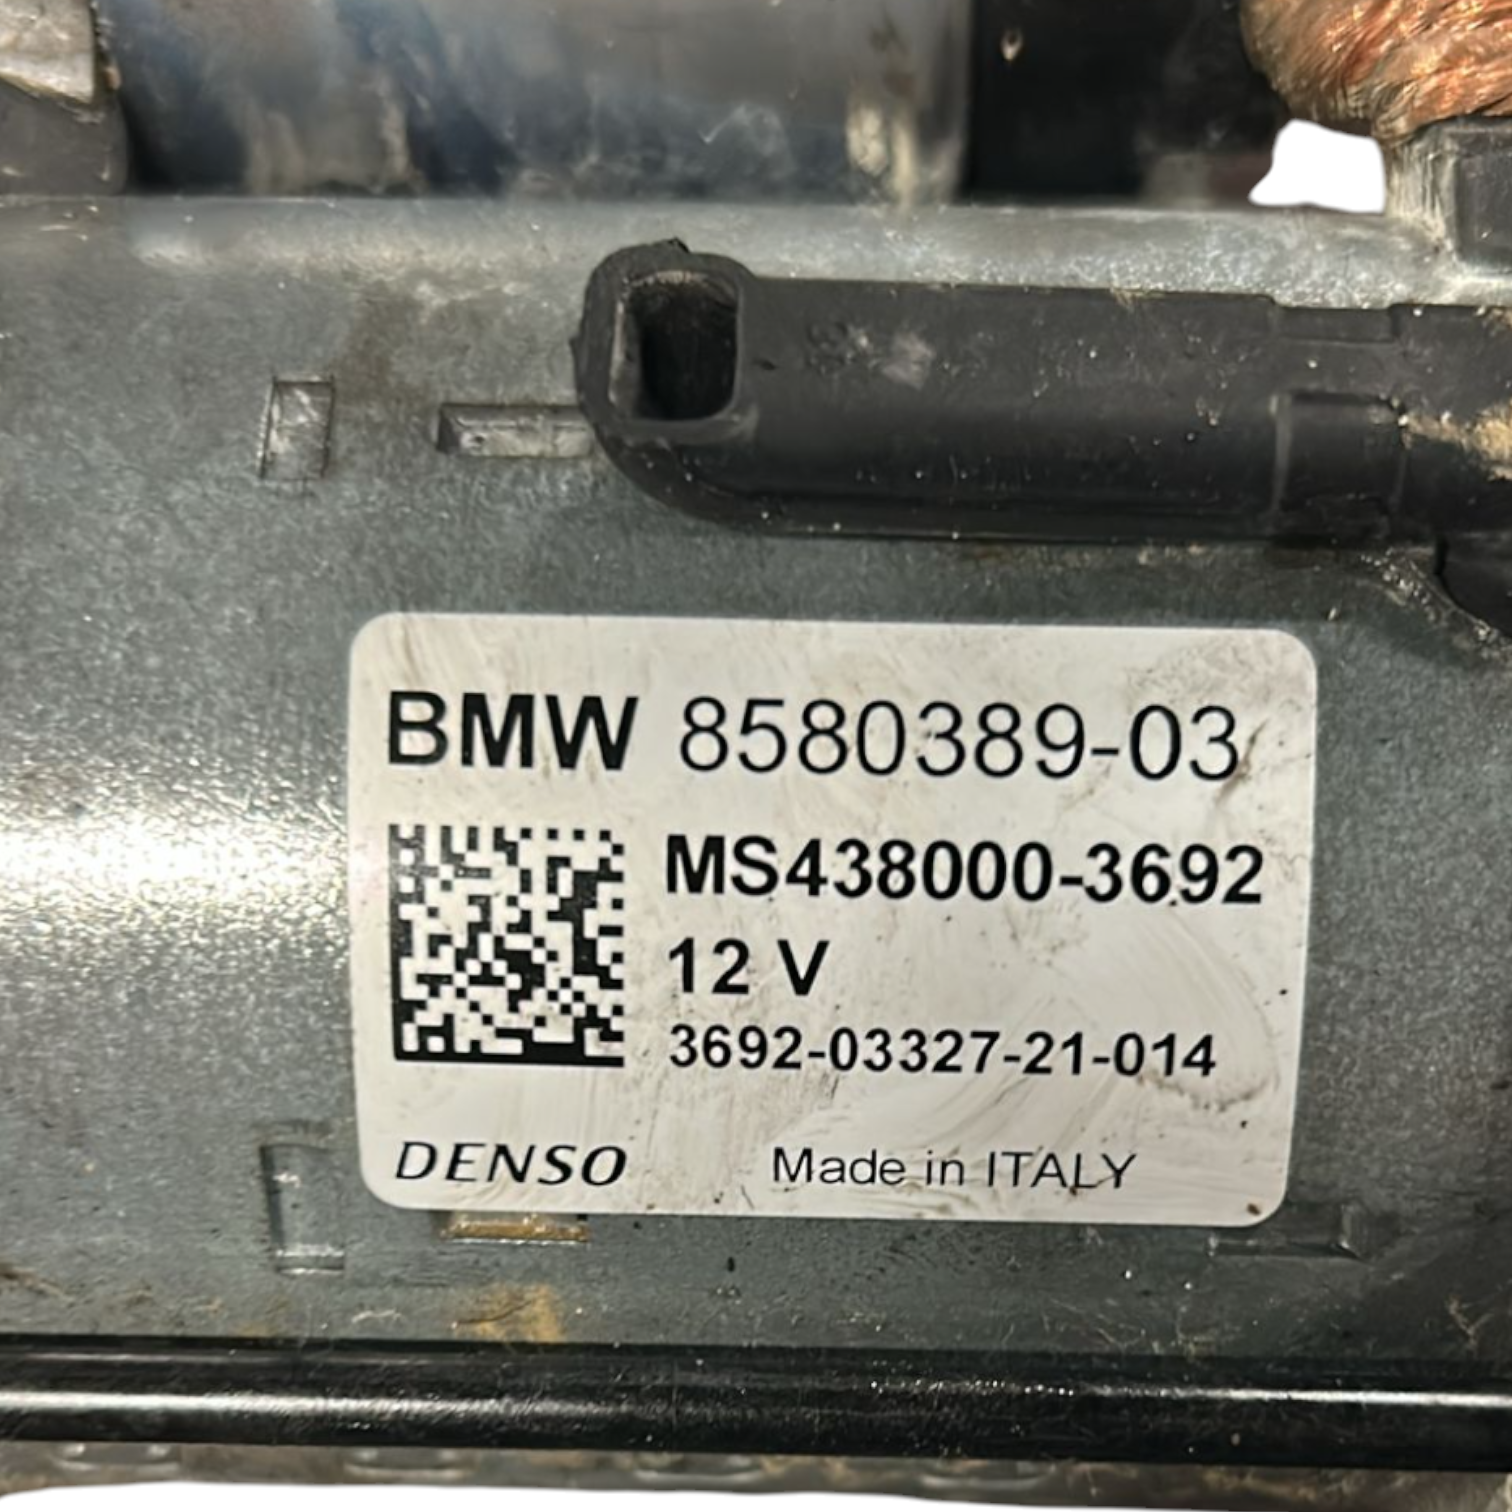 BMW 8580389-03
MS438000-3692
12 V
3692-03327-21-014
DENSO Made in ITALY